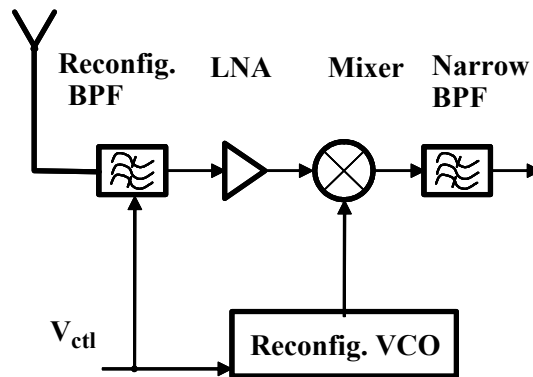 Reconfig.
BPF
LNA
Mixer
Narrow
BPF
Vctl
Reconfig. VCO